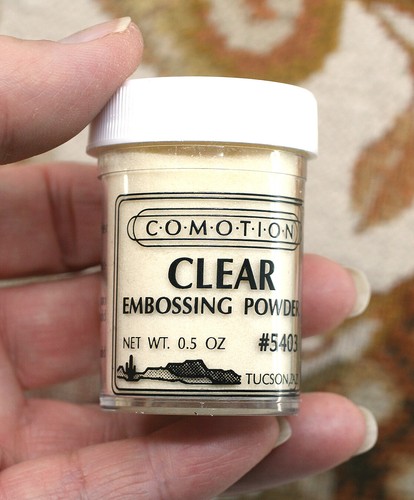 C·O·M·O·T·I·O·N
CLEAR
EMBOSSING POWDER
NET WT. 0.5 OZ #5403
TUCSON,